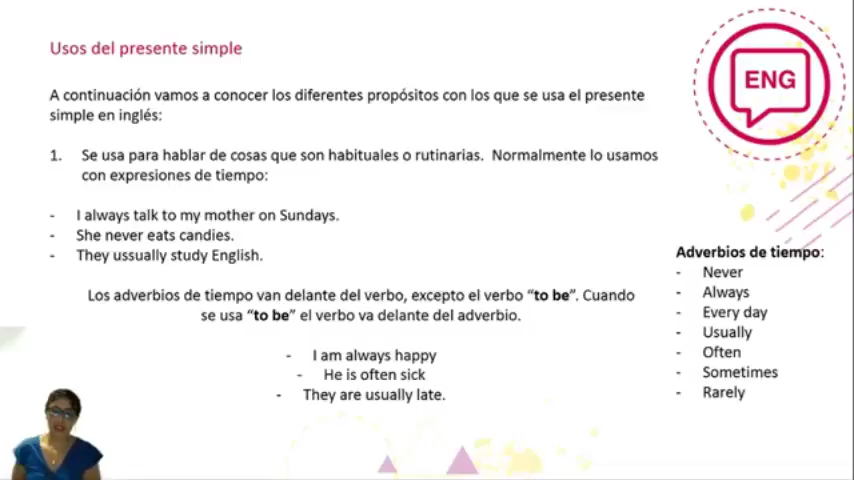 Usos del presente simple
ENG
A continuación vamos a conocer los diferentes propósitos con los que se usa el presente
simple en inglés:
1. Se usa para hablar de cosas que son habituales o rutinarias. Normalmente lo usamos
con expresiones de tiempo:
- I always talk to my mother on Sundays.
- She never eats candies.
- They ussually study English.
Los adverbios de tiempo van delante del verbo, excepto el verbo “to be”. Cuando
se usa “to be” el verbo va delante del adverbio.
- I am always happy
- He is often sick
- They are usually late.
Adverbios de tiempo:
- Never
- Always
- Every day
- Usually
- Often
- Sometimes
- Rarely